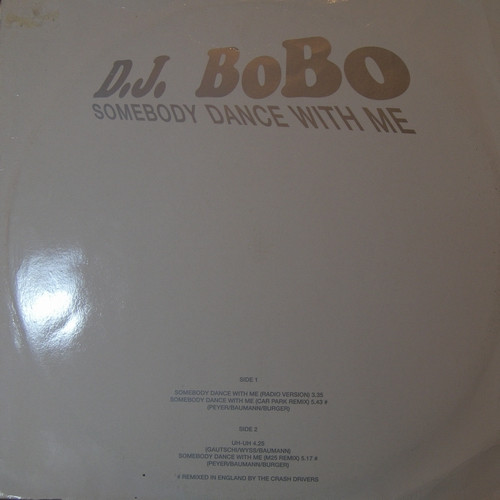 D.J. BoBo
SOMEBODY DANCE WITH ME
SIDE 1
SOMEBODY DANCE WITH ME (RADIO VERSION) 3.35
SOMEBODY DANCE WITH ME (CAR PARK REMIX) 5.43 #
(PEYER/BAUMANN/BURGER)
SIDE 2
UH-UH 4.28
(GAUTSCHI/WYSS/BAUMANN)
SOMEBODY DANCE WITH ME (M25 REMIX) 5.17 #
(PEYER/BAUMANN/BURGER)
# REMIXED IN ENGLAND BY THE CRASH DRIVERS